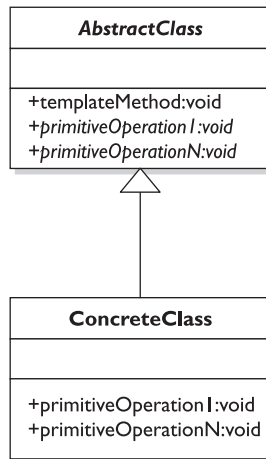 AbstractClass
+templateMethod:void
+primitiveOperation1:void
+primitiveOperationN:void
ConcreteClass
+primitiveOperation1:void
+primitiveOperationN:void